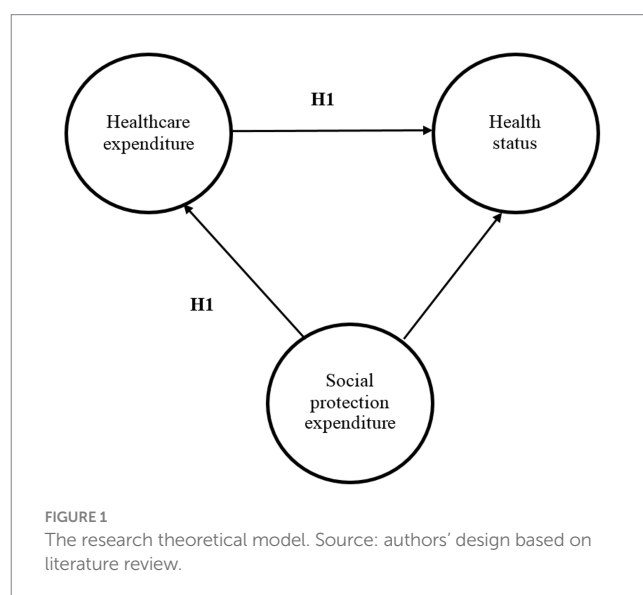 H1
Healthcare
expenditure
Health
status
H1
Social
protection
expenditure
FIGURE 1
The research theoretical model. Source: authors' design based on
literature review.